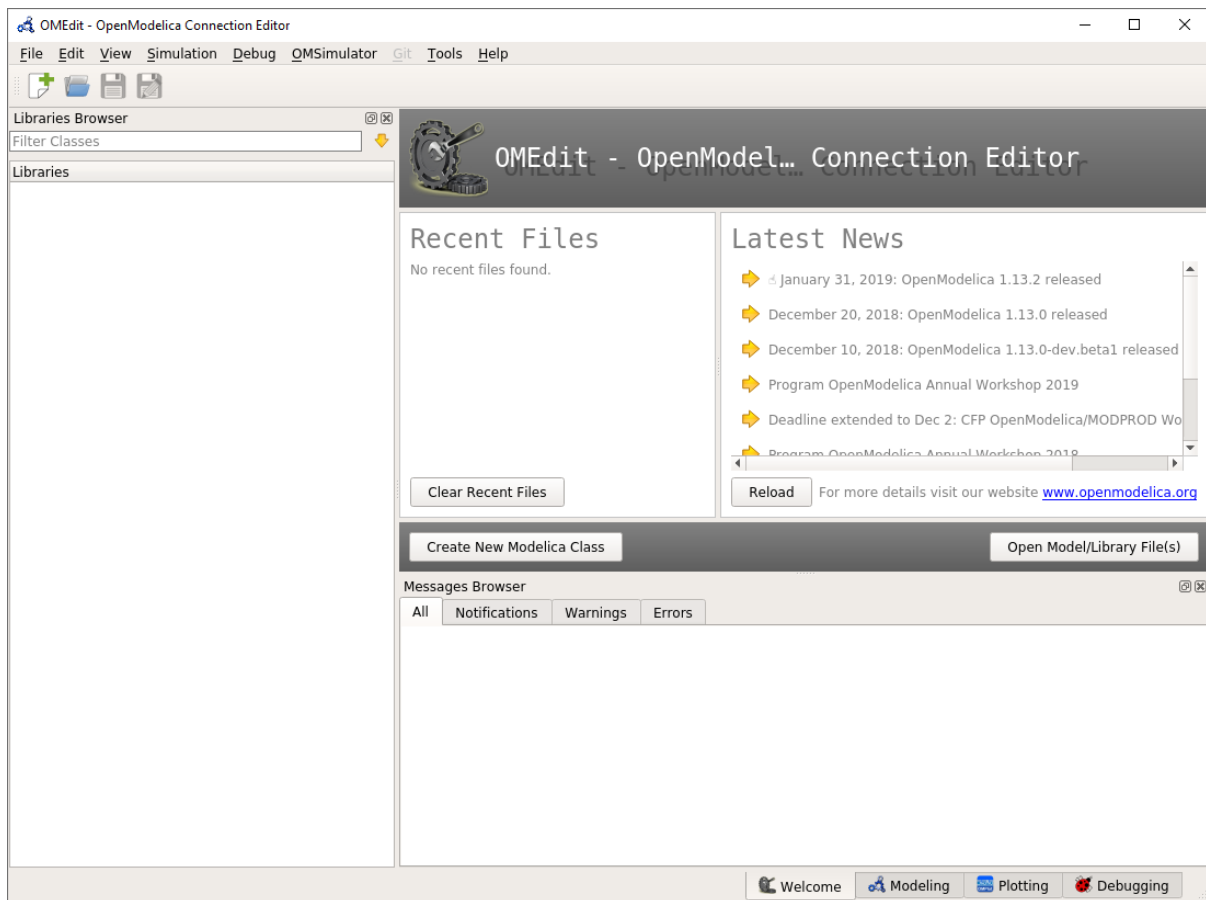 OMEdit - OpenModelica Connection Editor
File Edit View Simulation Debug OMSimulator Git Tools Help
Libraries Browser
Filter Classes
Libraries
OMEdit - OpenModel… Connection Editor
Recent Files
No recent files found.
Clear Recent Files
Latest News
January 31, 2019: OpenModelica 1.13.2 released
December 20, 2018: OpenModelica 1.13.0 released
December 10, 2018: OpenModelica 1.13.0-dev.beta1 released
Program OpenModelica Annual Workshop 2019
Deadline extended to Dec 2: CFP OpenModelica/MODPROD Wo
Program OpenModelica Annual Workshop 2018
Reload For more details visit our website www.openmodelica.org
Create New Modelica Class Open Model/Library File(s)
Messages Browser
All Notifications Warnings Errors
Welcome Modeling Plotting Debugging